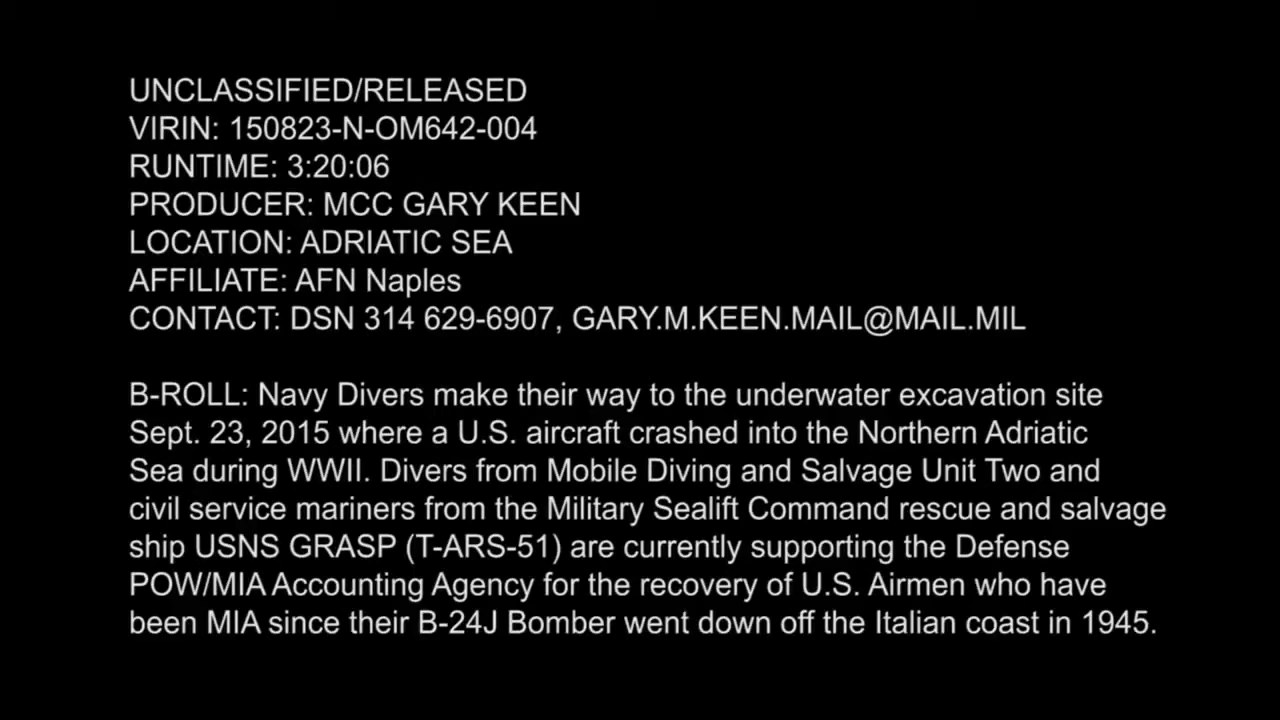 UNCLASSIFIED/RELEASED
VIRIN: 150823-N-OM642-004
RUNTIME: 3:20:06
PRODUCER: MCC GARY KEEN
LOCATION: ADRIATIC SEA
AFFILIATE: AFN Naples
CONTACT: DSN 314 629-6907, GARY.M.KEEN.MAIL@MAIL.MIL
B-ROLL: Navy Divers make their way to the underwater excavation site
Sept. 23, 2015 where a U.S. aircraft crashed into the Northern Adriatic
Sea during WWII. Divers from Mobile Diving and Salvage Unit Two and
civil service mariners from the Military Sealift Command rescue and salvage
ship USNS GRASP (T-ARS-51) are currently supporting the Defense
POW/MIA Accounting Agency for the recovery of U.S. Airmen who have
been MIA since their B-24J Bomber went down off the Italian coast in 1945.